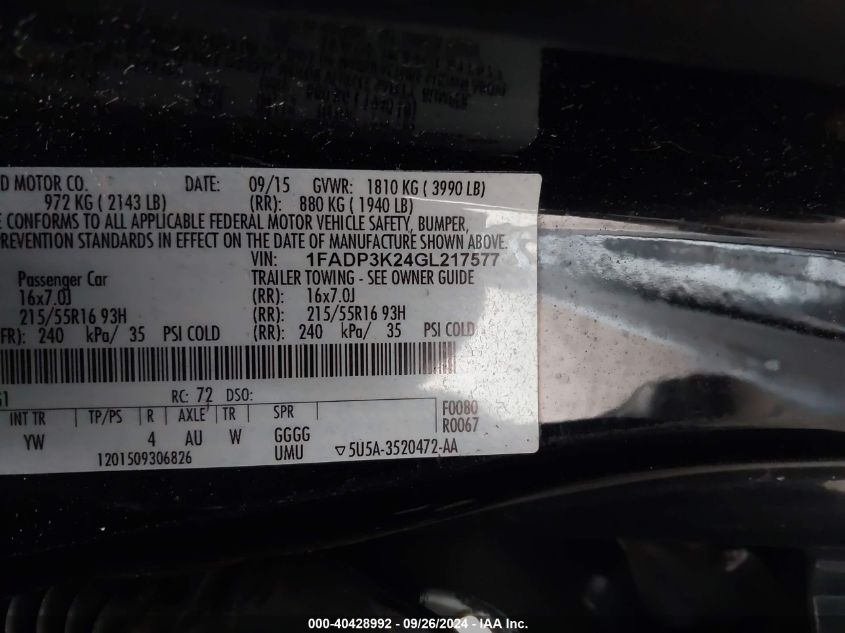 D MOTOR CO. DATE: 09/15 GVWR: 1810 KG ( 3990 LB)
972 KG ( 2143 LB) (RR): 880 KG ( 1940 LB)
E CONFORMS TO ALL APPLICABLE FEDERAL MOTOR VEHICLE SAFETY, BUMPER,
REVENTION STANDARDS IN EFFECT ON THE DATE OF MANUFACTURE SHOWN ABOVE.
VIN: 1FADP3K24GL217577
Passenger Car TRAILER TOWING - SEE OWNER GUIDE
16x7.0J (RR): 16x7.0J
215/55R16 93H (RR): 215/55R16 93H
FR): 240 kPa/ 35 PSI COLD (RR): 240 kPa/ 35 PSI COLD
G1 RC: 72 DSO:
INT TR TP/PS R AXLE TR SPR F0080
R0067
YW 4 AU W GGGG
UMU
1201509306826 5U5A-3520472-AA
000-40428992 - 09/26/2024 - IAA Inc.